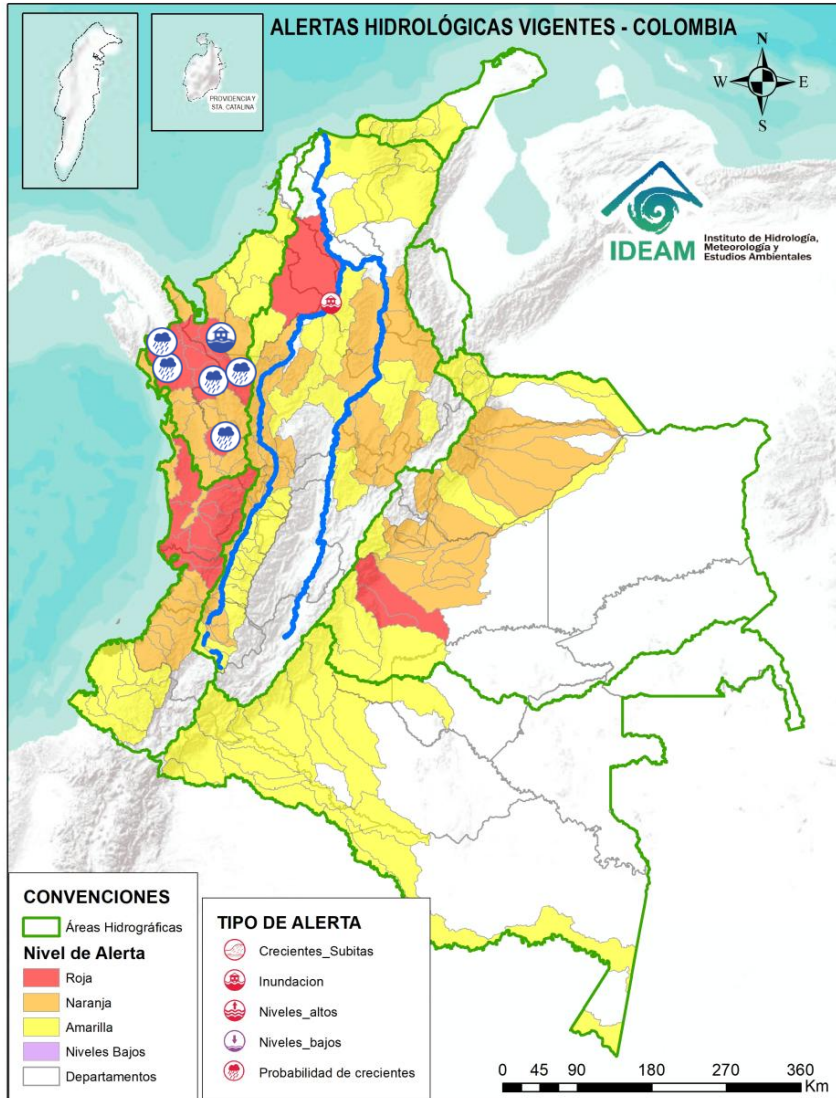 ALERTAS HIDROLÓGICAS VIGENTES - COLOMBIA
PROVIDENCIA Y
STA. CATALINA
N
W
E
S
IDEAM
Instituto de Hidrología,
Meteorología y
Estudios Ambientales
CONVENCIONES
Áreas Hidrográficas
Nivel de Alerta
Roja
Naranja
Amarilla
Niveles Bajos
Departamentos
TIPO DE ALERTA
Crecientes_Subitas
Inundacion
Niveles_altos
Niveles_bajos
Probabilidad de crecientes
0 45 90 180 270 360
Km